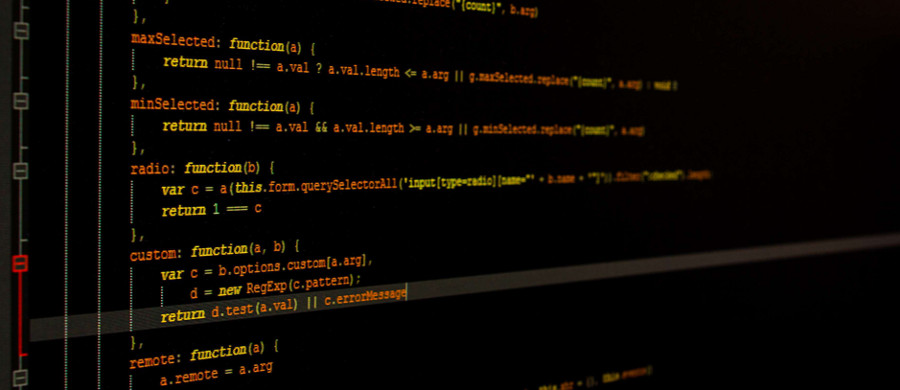 .replace("{count}", b.arg)
},
maxSelected: function(a) {
return null !== a.val ? a.val.length <= a.arg || g.maxSelected.replace("{count}", a.arg) : null
},
minSelected: function(a) {
return null !== a.val && a.val.length >= a.arg || g.minSelected.replace("{count}", a.arg)
},
radio: function(b) {
var c = a(this.form.querySelectorAll('input[type=radio][name="' + b.name + '"]')).filter(":checked").length;
return 1 === c
},
custom: function(a, b) {
var c = b.options.custom[a.arg],
d = new RegExp(c.pattern);
return d.test(a.val) || c.errorMessage
},
remote: function(a) {
a.remote = a.arg